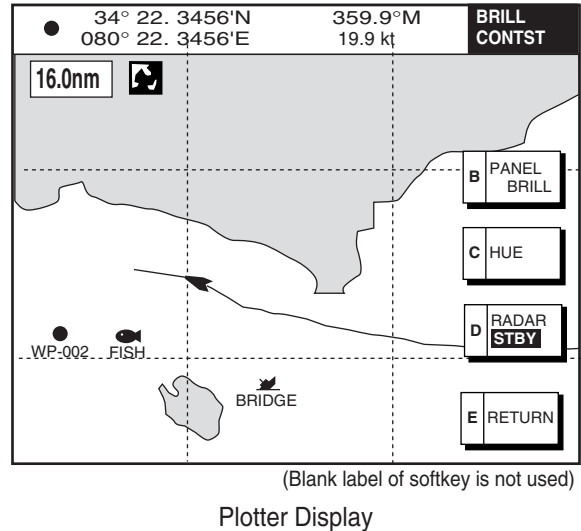 34° 22. 3456'N 359.9°M BRILL
080° 22. 3456'E 19.9 kt CONTST
16.0nm
B PANEL
BRILL
C HUE
D RADAR
STBY
WP-002 FISH
BRIDGE
E RETURN
(Blank label of softkey is not used)
Plotter Display